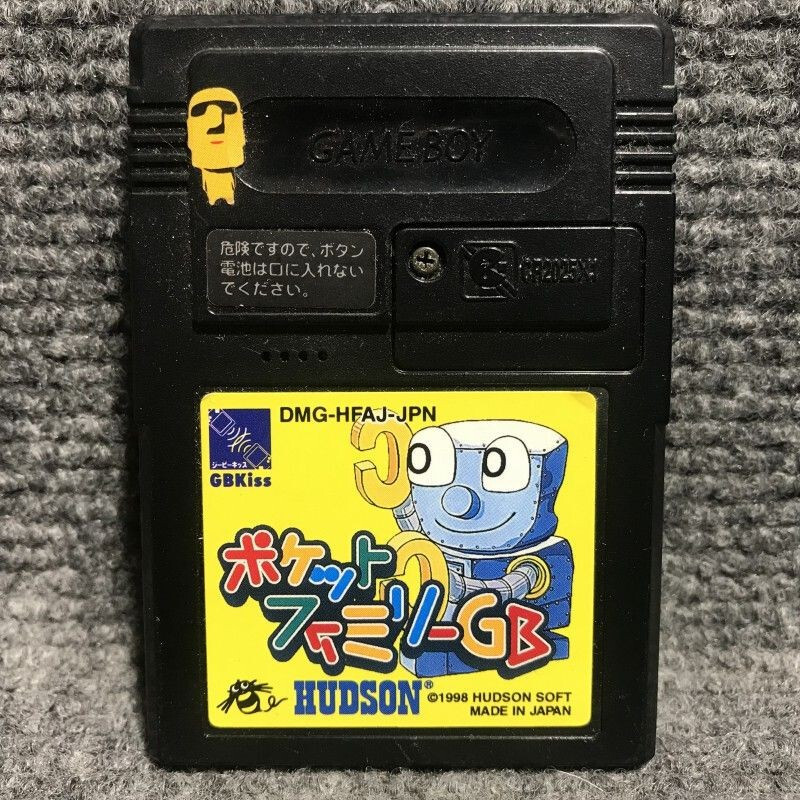 GAME BOY
危険ですので、ボタン
電池は口に入れない
でください。
DMG-HFAJ-JPN
ジービーキッス
GBKiss
ポケット
ファミリーGB
HUDSON®
©1998 HUDSON SOFT
MADE IN JAPAN